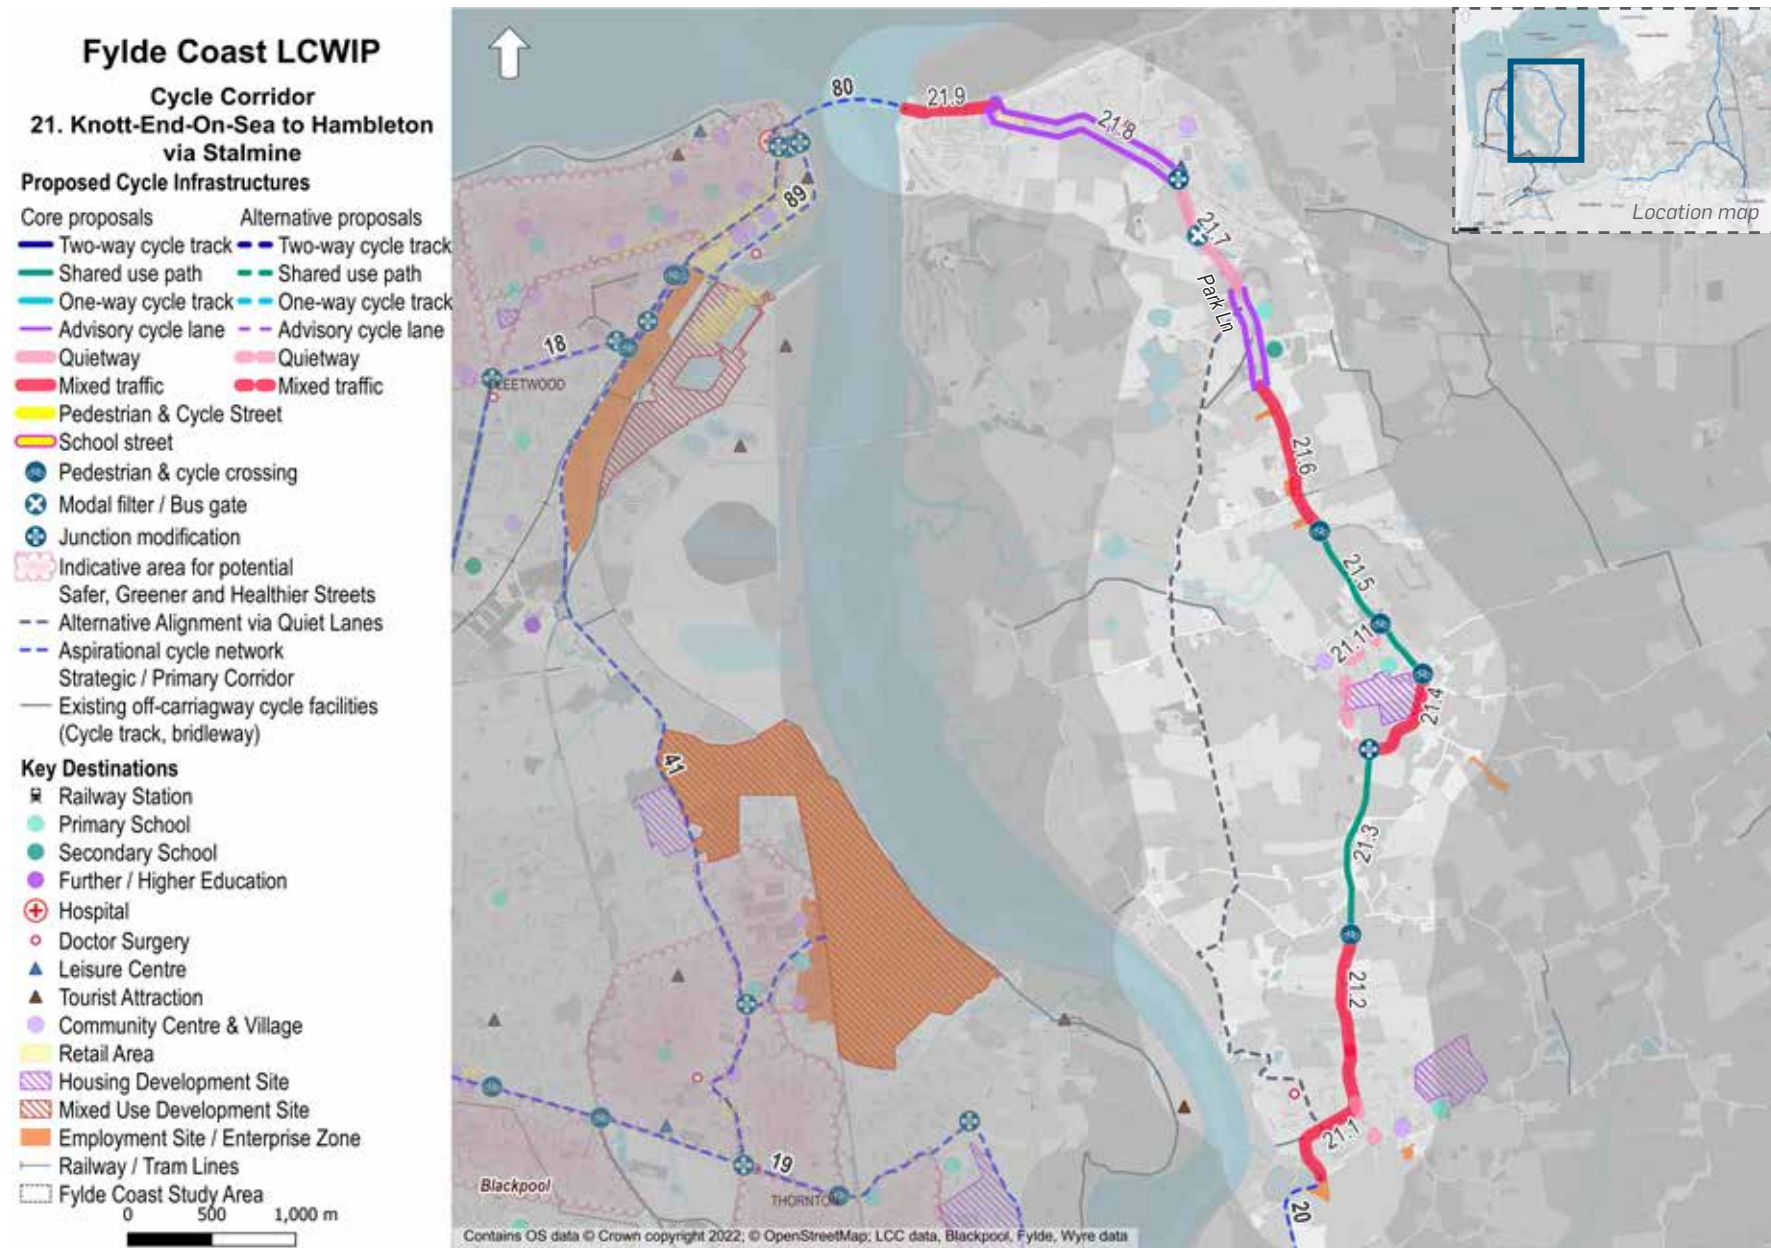 Fylde Coast LCWIP
Cycle Corridor
21. Knott-End-On-Sea to Hambleton
via Stalmine
Proposed Cycle Infrastructures
Core proposals Alternative proposals
Two-way cycle track Two-way cycle track
Shared use path Shared use path
One-way cycle track One-way cycle track
Advisory cycle lane Advisory cycle lane
Quietway Quietway
Mixed traffic Mixed traffic
Pedestrian & Cycle Street
School street
Pedestrian & cycle crossing
Modal filter / Bus gate
Junction modification
Indicative area for potential
Safer, Greener and Healthier Streets
Alternative Alignment via Quiet Lanes
Aspirational cycle network
Strategic / Primary Corridor
Existing off-carriagway cycle facilities
(Cycle track, bridleway)
Key Destinations
Railway Station
Primary School
Secondary School
Further / Higher Education
Hospital
Doctor Surgery
Leisure Centre
Tourist Attraction
Community Centre & Village
Retail Area
Housing Development Site
Mixed Use Development Site
Employment Site / Enterprise Zone
Railway / Tram Lines
Fylde Coast Study Area
0 500 1,000 m
80
21.9
21.8
89
21.7
Park Ln
18
FLEETWOOD
21.6
21.5
21.11
21.4
41
21.3
21.2
21.1
19
20
Blackpool
THORNTON
Location map
Contains OS data © Crown copyright 2022; © OpenStreetMap; LCC data, Blackpool, Fylde, Wyre data